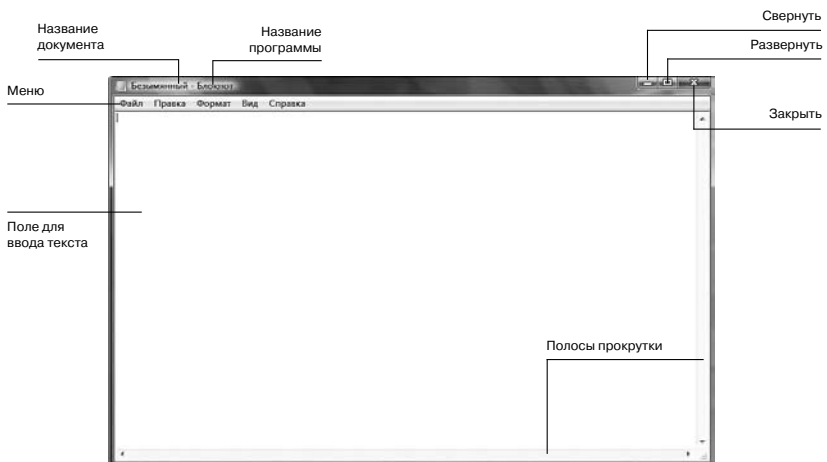 Свернуть
Название
документа
Название
программы
Развернуть
Безымянный - Блокнот
Меню
Файл Правка Формат Вид Справка
Закрыть
Поле для
ввода текста
Полосы прокрутки